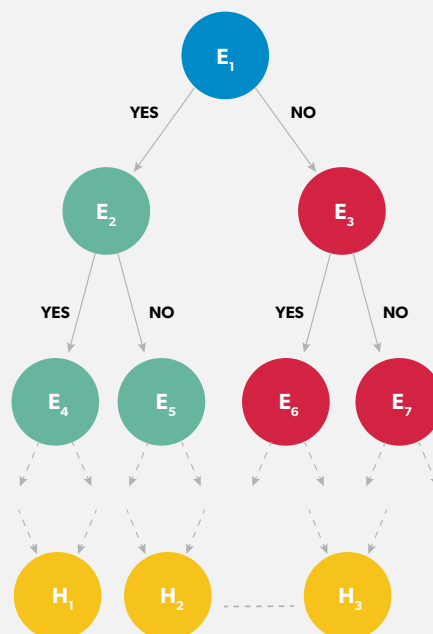 E1
YES NO
E2 E3
YES NO YES NO
E4 E5 E6 E7
H1 H2 H3